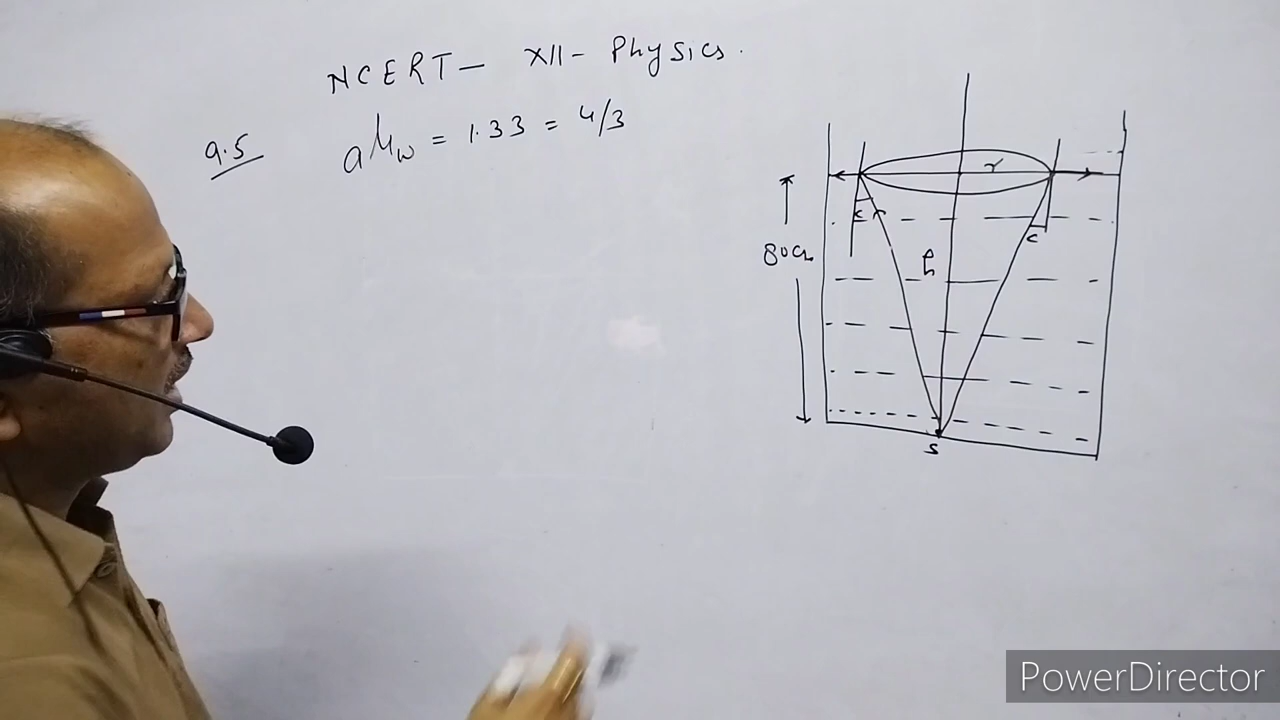 NCERT - XII - Physics.
9.5
aμw = 1.33 = 4/3
r
c
r
c
80cm
h
S
PowerDirector